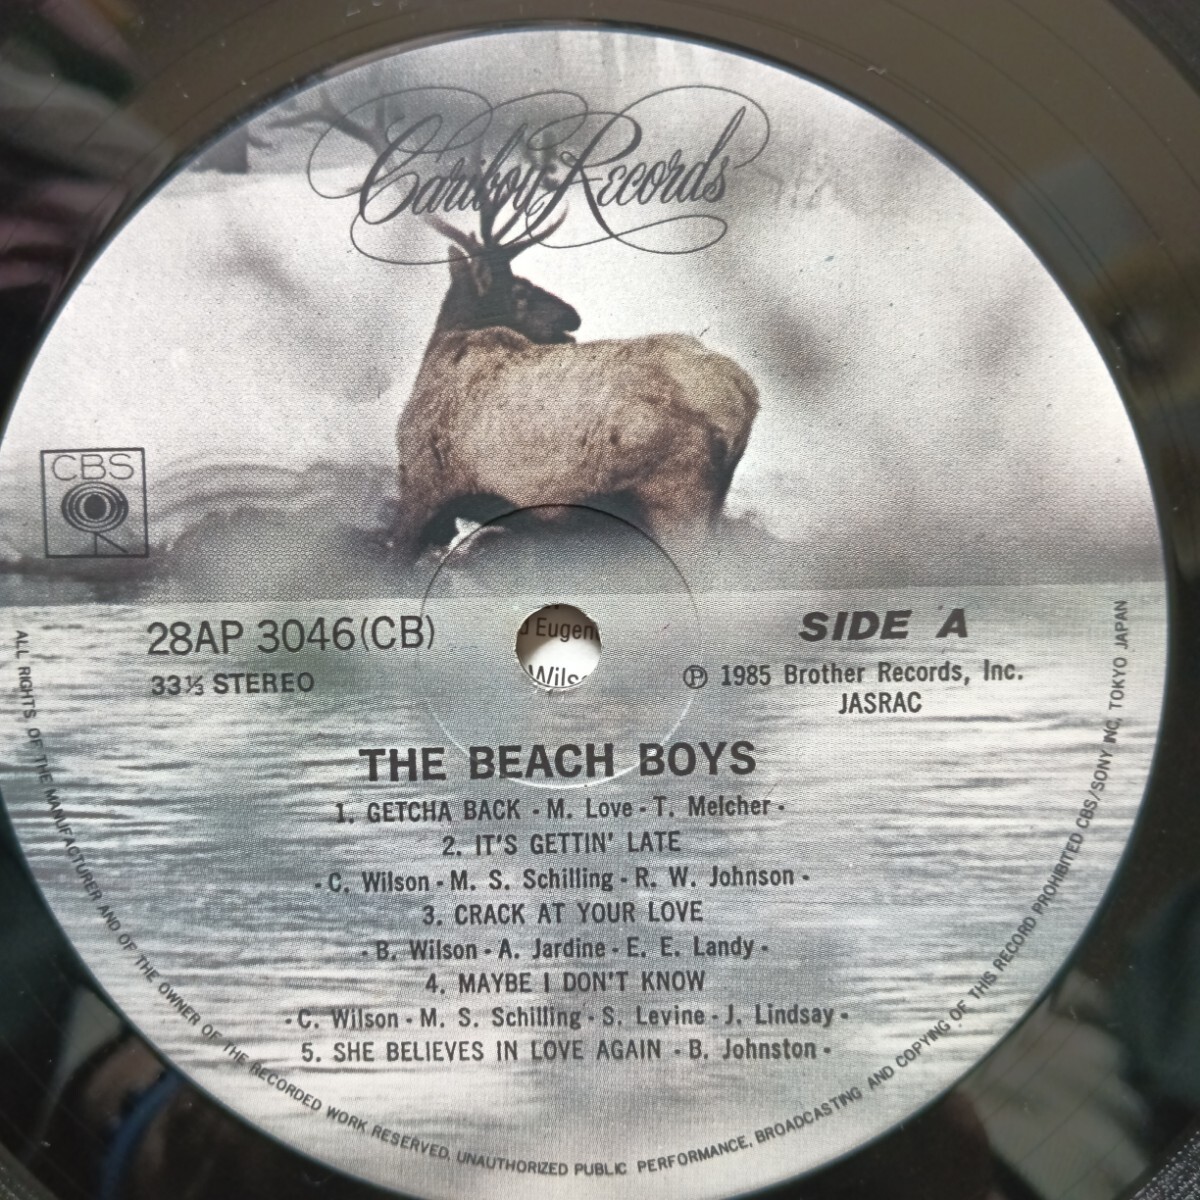 Caribou Records
CBS
28AP 3046(CB)
33⅓ STEREO
SIDE A
Ⓟ 1985 Brother Records, Inc.
JASRAC
Eugen
Wils
THE BEACH BOYS
1. GETCHA BACK - M. Love - T. Melcher -
2. IT'S GETTIN' LATE
- C. Wilson - M. S. Schilling - R. W. Johnson -
3. CRACK AT YOUR LOVE
- B. Wilson - A. Jardine - E. E. Landy -
4. MAYBE I DON'T KNOW
- C. Wilson - M. S. Schilling - S. Levine - J. Lindsay -
5. SHE BELIEVES IN LOVE AGAIN - B. Johnston -
ALL RIGHTS OF THE MANUFACTURER AND OF THE OWNER OF THE RECORDED WORK RESERVED. UNAUTHORIZED PUBLIC PERFORMANCE, BROADCASTING AND COPYING OF THIS RECORD PROHIBITED CBS/SONY INC. TOKYO JAPAN